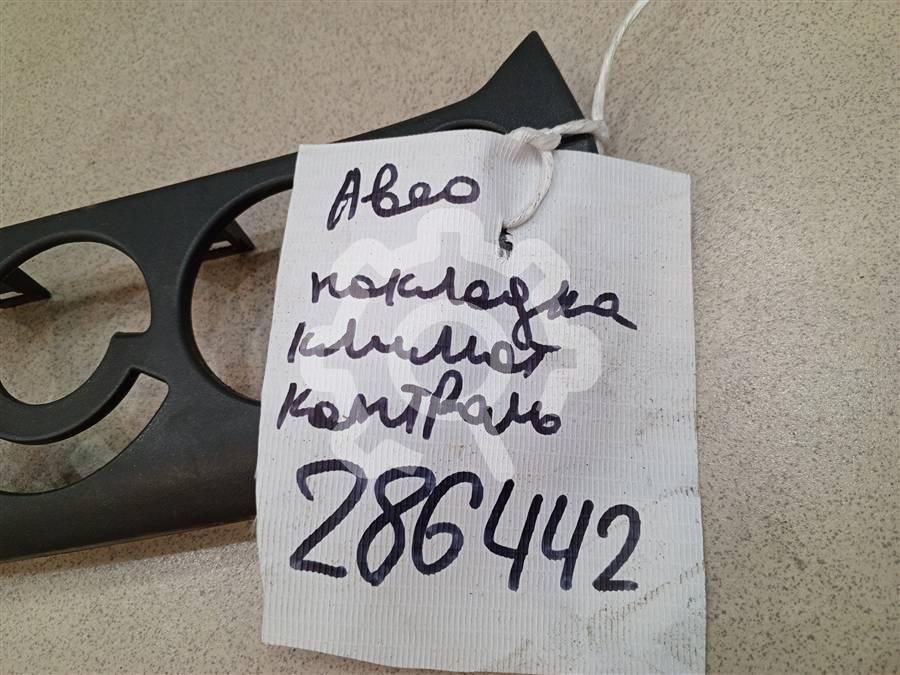 Авео
накладка
климат
контроль
286442